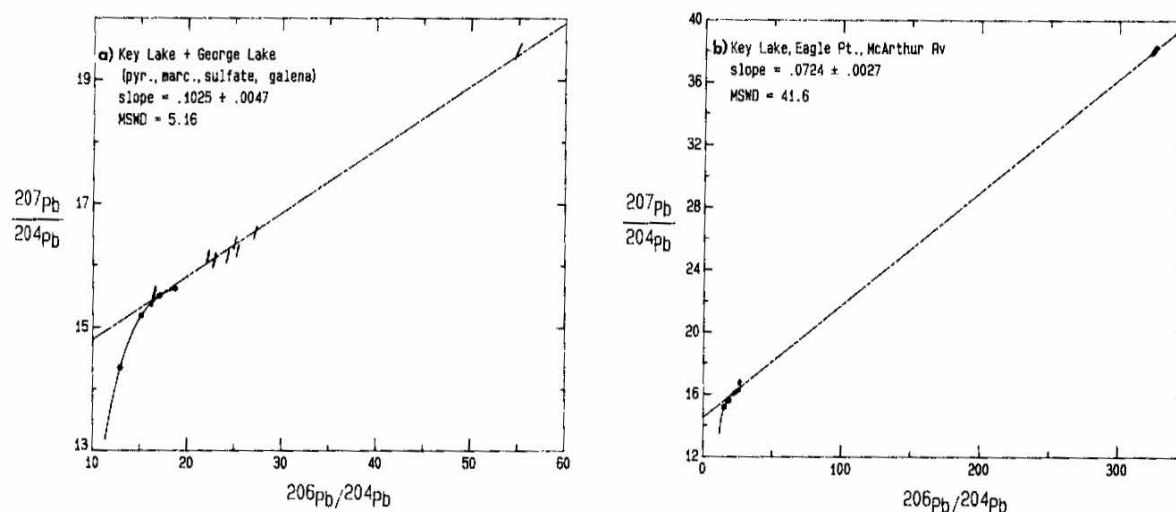 a) Key Lake + George Lake
(pyr., marc., sulfate, galena)
slope = .1025 + .0047
MSWD = 5.16
207Pb
204Pb
19
17
15
13
10
20
30
40
50
60
206Pb/204Pb
b) Key Lake, Eagle Pt., McArthur Rv
slope = .0724 ± .0027
MSWD = 41.6
207Pb
204Pb
40
36
32
28
24
20
16
12
0
100
200
300
206Pb/204Pb